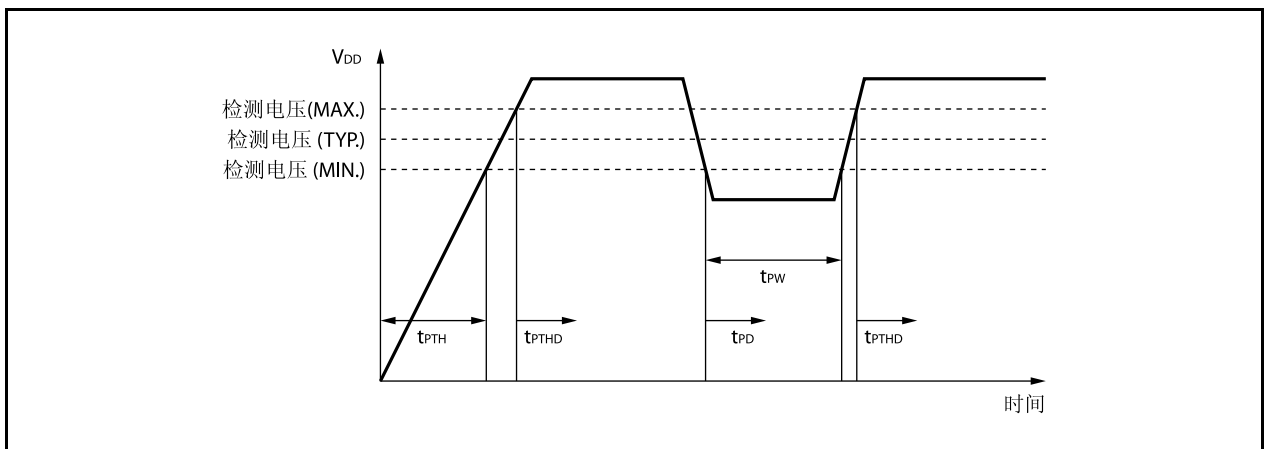 VDD
检测电压(MAX.)
检测电压 (TYP.)
检测电压 (MIN.)
tPW
tPTH
tPTHD
tPD
tPTHD
时间